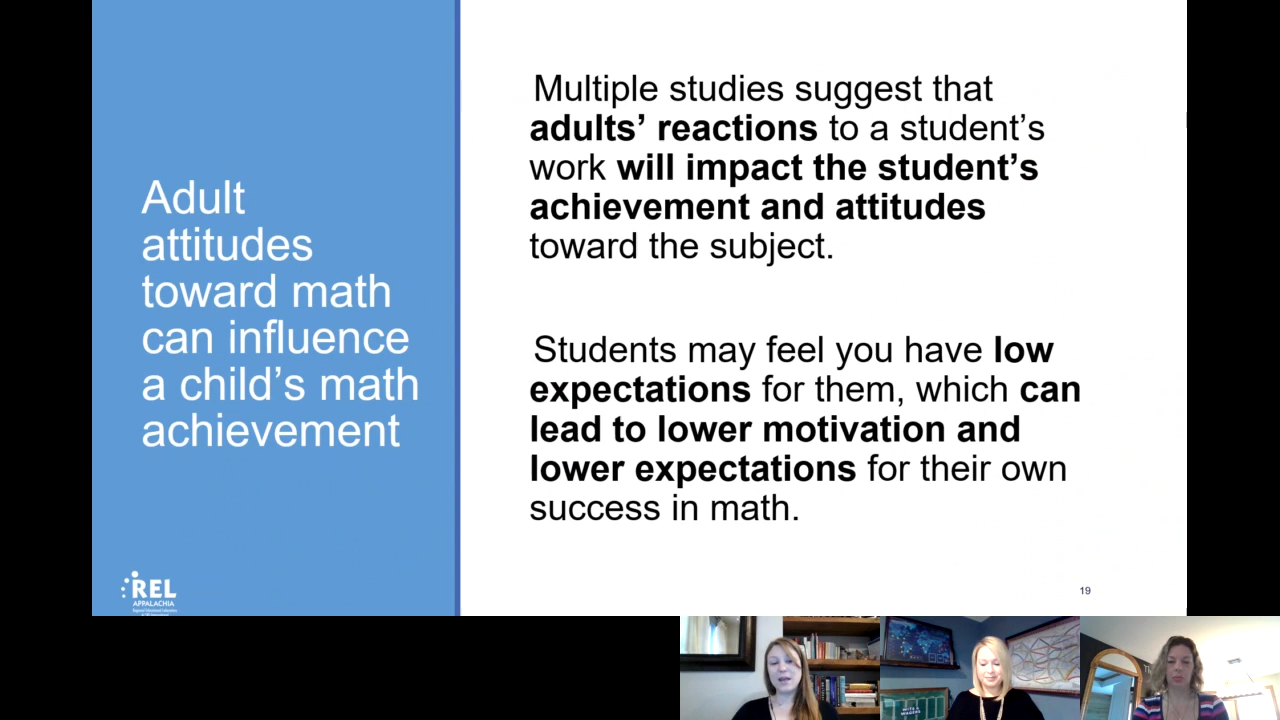 Adult
attitudes
toward math
can influence
a child’s math
achievement
Multiple studies suggest that
adults’ reactions to a student’s
work will impact the student’s
achievement and attitudes
toward the subject.
Students may feel you have low
expectations for them, which can
lead to lower motivation and
lower expectations for their own
success in math.
REL
APPALACHIA
19